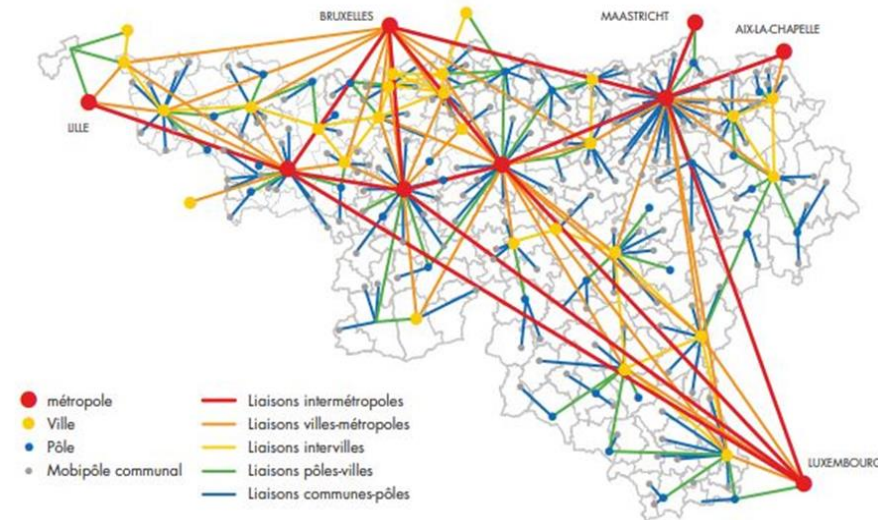 BRUXELLES
MAASTRICHT
AIX-LA-CHAPELLE
LILLE
métropole
Ville
Pôle
Mobipôle communal
Liaisons intermétropoles
Liaisons villes-métropoles
Liaisons intervilles
Liaisons pôles-villes
Liaisons communes-pôles
LUXEMBOURG